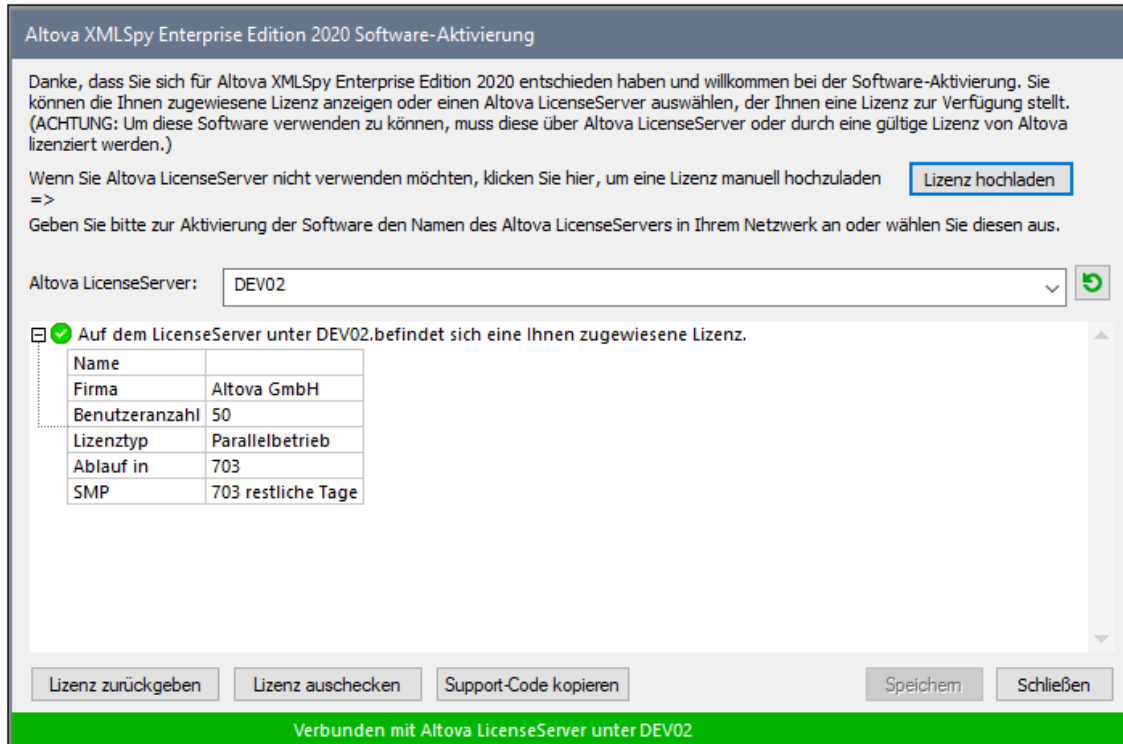 Altova XMLSpy Enterprise Edition 2020 Software-Aktivierung
Danke, dass Sie sich für Altova XMLSpy Enterprise Edition 2020 entschieden haben und willkommen bei der Software-Aktivierung. Sie
können die Ihnen zugewiesene Lizenz anzeigen oder einen Altova LicenseServer auswählen, der Ihnen eine Lizenz zur Verfügung stellt.
(ACHTUNG: Um diese Software verwenden zu können, muss diese über Altova LicenseServer oder durch eine gültige Lizenz von Altova
lizenziert werden.)
Wenn Sie Altova LicenseServer nicht verwenden möchten, klicken Sie hier, um eine Lizenz manuell hochzuladen Lizenz hochladen
=>
Geben Sie bitte zur Aktivierung der Software den Namen des Altova LicenseServers in Ihrem Netzwerk an oder wählen Sie diesen aus.
Altova LicenseServer: DEV02
Auf dem LicenseServer unter DEV02.befindet sich eine Ihnen zugewiesene Lizenz.
Name
Firma Altova GmbH
Benutzeranzahl 50
Lizenztyp Parallelbetrieb
Ablauf in 703
SMP 703 restliche Tage
Lizenz zurückgeben Lizenz auschecken Support-Code kopieren Speichern Schließen
Verbunden mit Altova LicenseServer unter DEV02